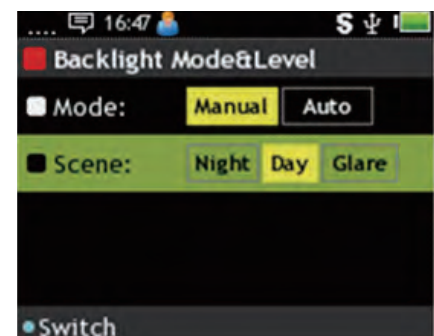 .... 16:47 S
Backlight Mode&Level
Mode: Manual Auto
Scene: Night Day Glare
Switch